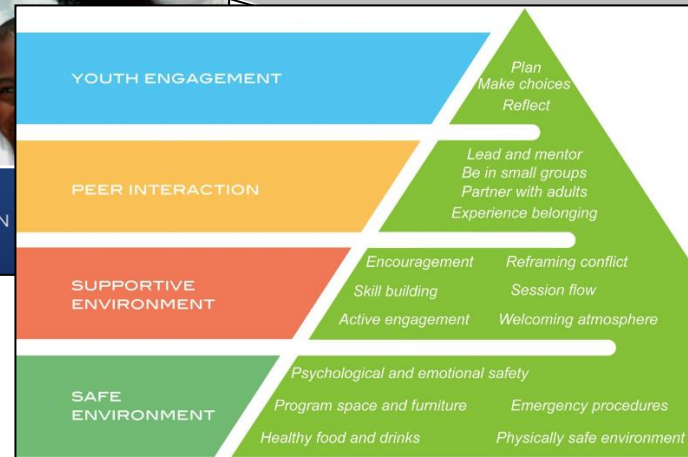 YOUTH ENGAGEMENT
Plan
Make choices
Reflect
PEER INTERACTION
Lead and mentor
Be in small groups
Partner with adults
Experience belonging
SUPPORTIVE
ENVIRONMENT
Encouragement Reframing conflict
Skill building Session flow
Active engagement Welcoming atmosphere
SAFE
ENVIRONMENT
Psychological and emotional safety
Program space and furniture Emergency procedures
Healthy food and drinks Physically safe environment
N